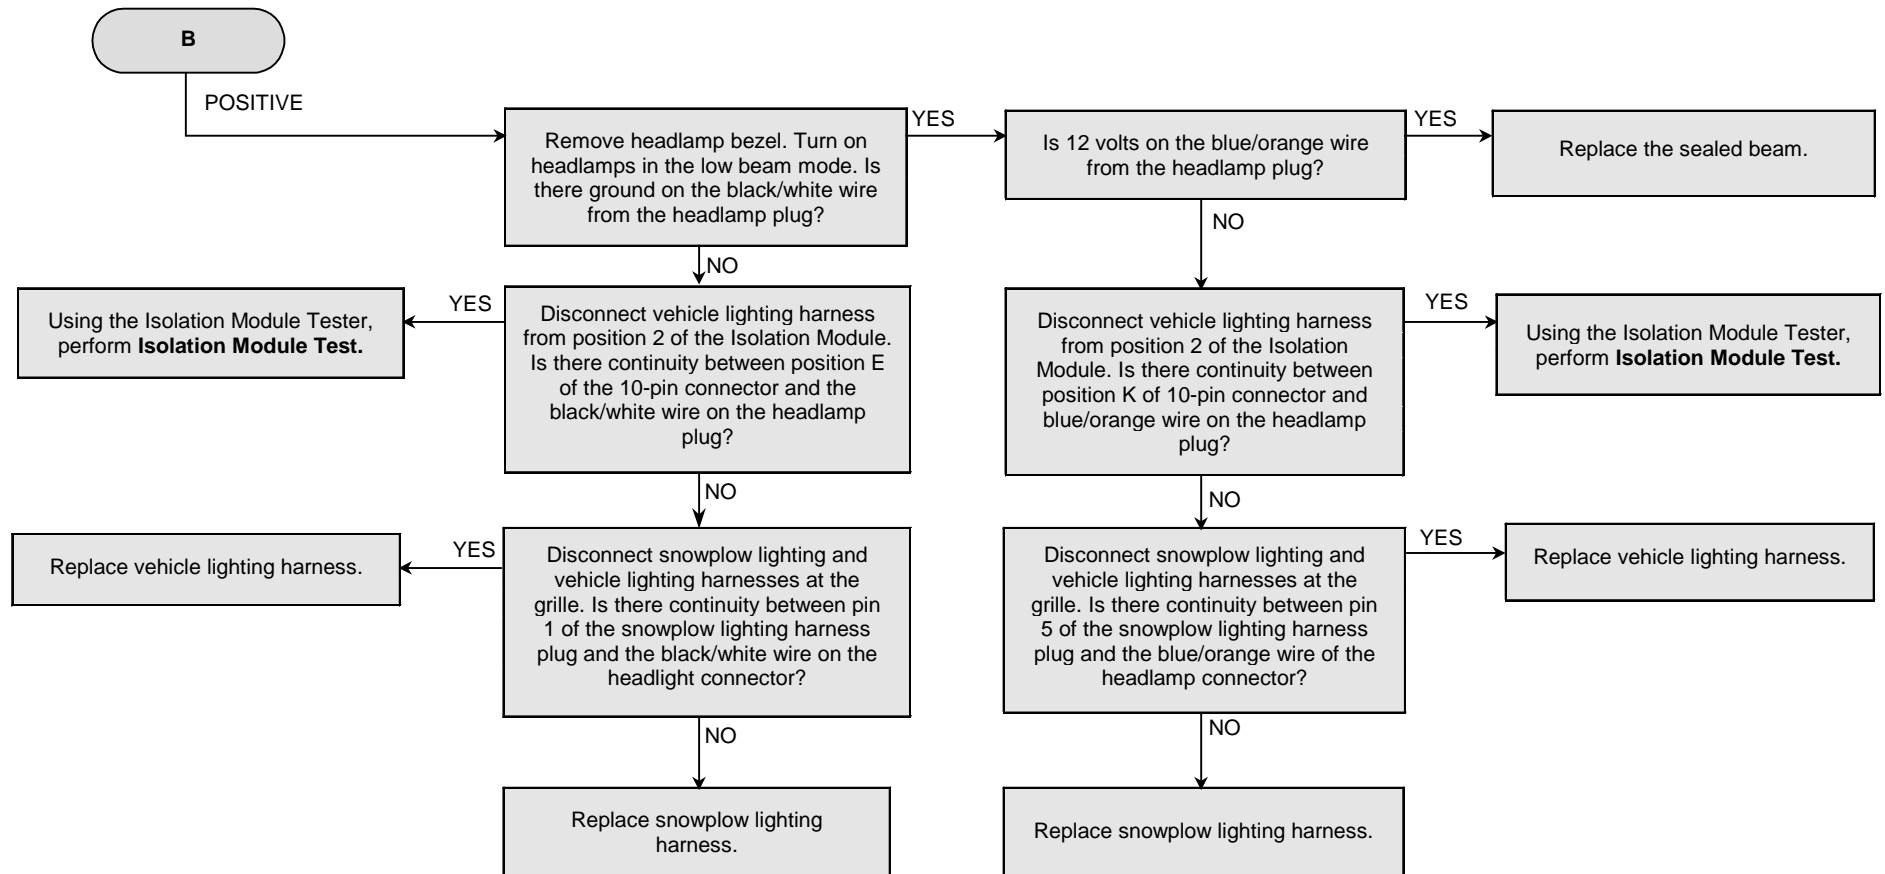 B
POSITIVE
Remove headlamp bezel. Turn on
headlamps in the low beam mode. Is
there ground on the black/white wire
from the headlamp plug?
YES
Is 12 volts on the blue/orange wire
from the headlamp plug?
YES
Replace the sealed beam.
NO
NO
Using the Isolation Module Tester,
perform Isolation Module Test.
YES
Disconnect vehicle lighting harness
from position 2 of the Isolation Module.
Is there continuity between position E
of the 10-pin connector and the
black/white wire on the headlamp
plug?
Disconnect vehicle lighting harness
from position 2 of the Isolation
Module. Is there continuity between
position K of 10-pin connector and
blue/orange wire on the headlamp
plug?
YES
Using the Isolation Module Tester,
perform Isolation Module Test.
NO
NO
Replace vehicle lighting harness.
YES
Disconnect snowplow lighting and
vehicle lighting harnesses at the
grille. Is there continuity between pin
1 of the snowplow lighting harness
plug and the black/white wire on the
headlight connector?
Disconnect snowplow lighting and
vehicle lighting harnesses at the
grille. Is there continuity between pin
5 of the snowplow lighting harness
plug and the blue/orange wire of the
headlamp connector?
YES
Replace vehicle lighting harness.
NO
NO
Replace snowplow lighting
harness.
Replace snowplow lighting harness.